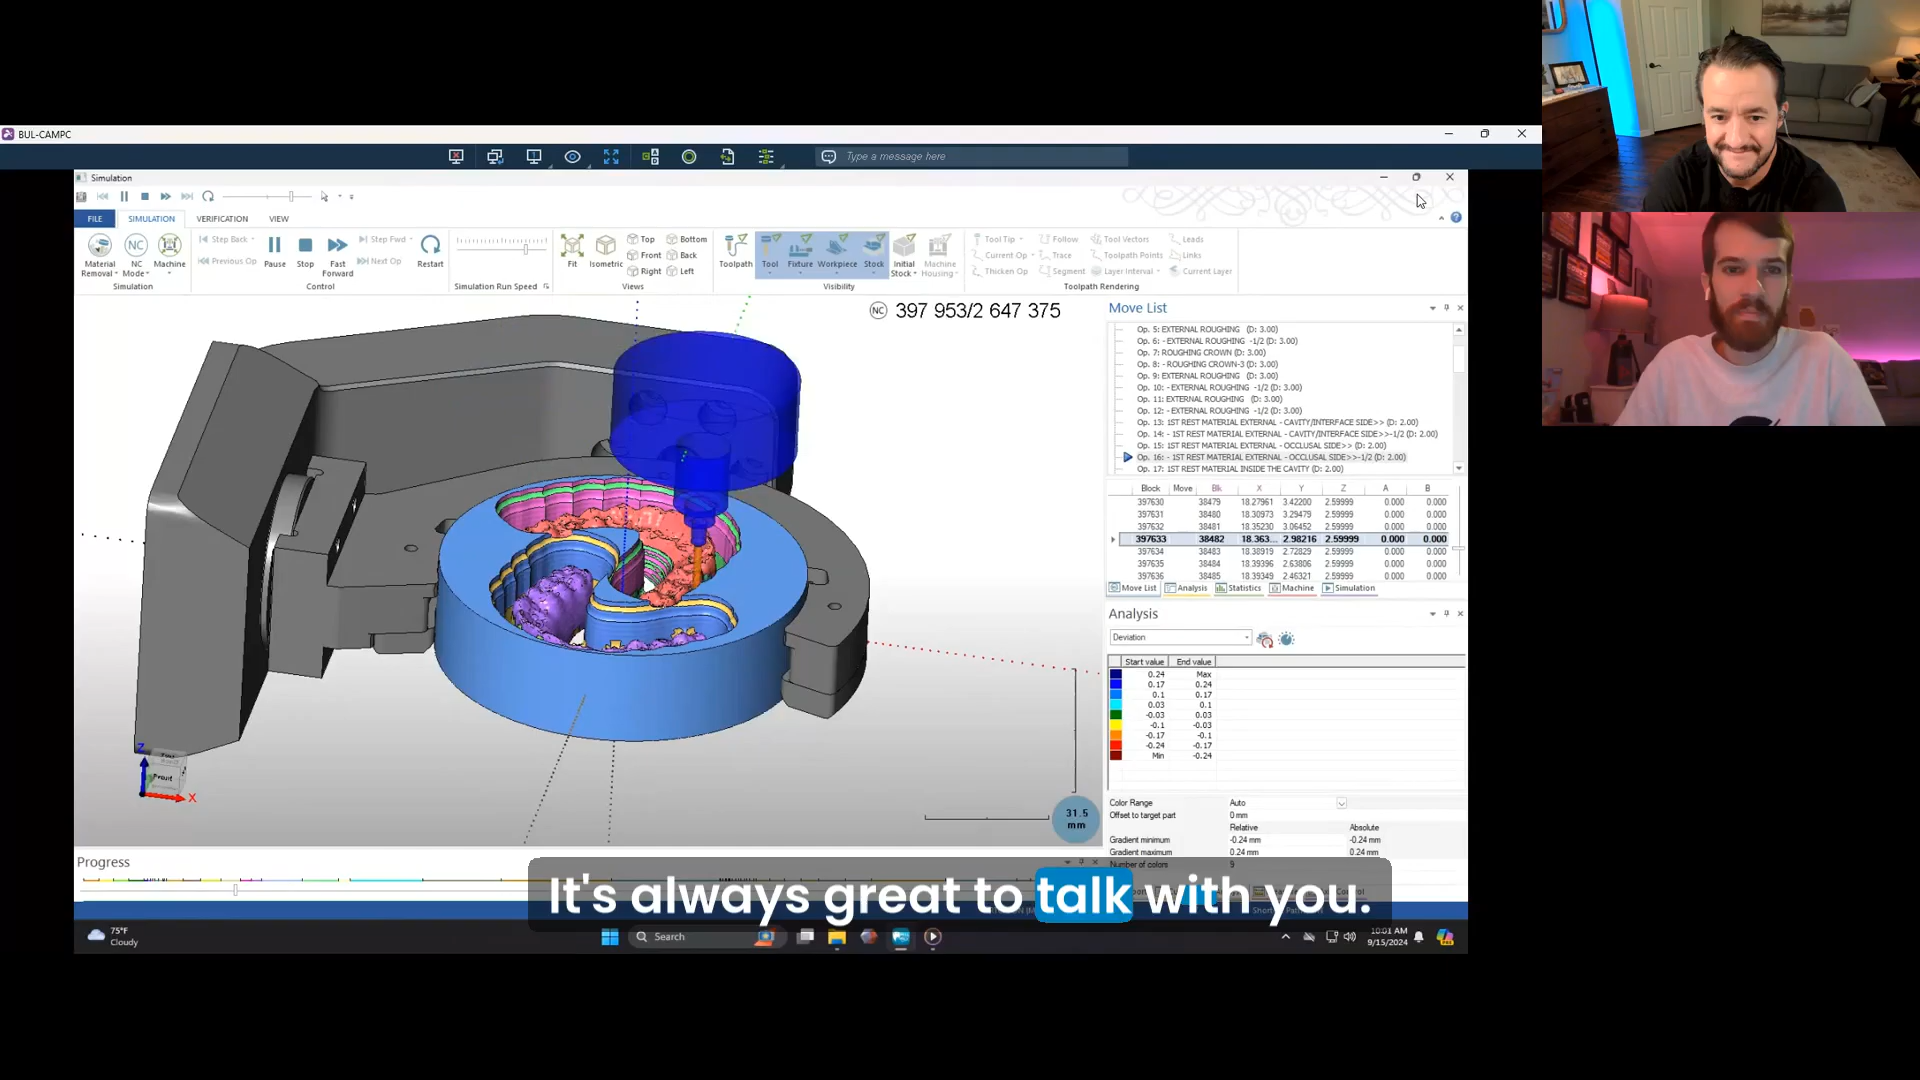 BUL-CAMPC
Type a message here
Simulation
FILE
SIMULATION
VERIFICATION
VIEW
Material Removal
NC Mode
Machine
Simulation
Step Back
Previous Op
Pause
Stop
Fast Forward
Step Fwd
Next Op
Restart
Control
Simulation Run Speed
Fit
Isometric
Top
Front
Right
Bottom
Back
Left
Views
Toolpath
Tool
Fixture
Workpiece
Stock
Initial Stock
Machine Housing
Visibility
Tool Tip
Current Op
Thicken Op
Follow
Trace
Segment
Tool Vectors
Toolpath Points
Layer Interval
Leads
Links
Current Layer
Toolpath Rendering
NC 397 953/2 647 375
Move List
Op. 5: EXTERNAL ROUGHING (D: 3.00)
Op. 6: - EXTERNAL ROUGHING -1/2 (D: 3.00)
Op. 7: ROUGHING CROWN (D: 3.00)
Op. 8: - ROUGHING CROWN-3 (D: 3.00)
Op. 9: EXTERNAL ROUGHING (D: 3.00)
Op. 10: - EXTERNAL ROUGHING -1/2 (D: 3.00)
Op. 11: EXTERNAL ROUGHING (D: 3.00)
Op. 12: - EXTERNAL ROUGHING -1/2 (D: 3.00)
Op. 13: 1ST REST MATERIAL EXTERNAL - CAVITY/INTERFACE SIDE>> (D: 2.00)
Op. 14: - 1ST REST MATERIAL EXTERNAL - CAVITY/INTERFACE SIDE>>-1/2 (D: 2.00)
Op. 15: 1ST REST MATERIAL EXTERNAL - OCCLUSAL SIDE>> (D: 2.00)
Op. 16: - 1ST REST MATERIAL EXTERNAL - OCCLUSAL SIDE>>-1/2 (D: 2.00)
Op. 17: 1ST REST MATERIAL INSIDE THE CAVITY (D: 2.00)
Block Move Blk X Y Z A B
397630 38479 18.27961 3.42200 2.59999 0.000 0.000
397631 38480 18.30973 3.29479 2.59999 0.000 0.000
397632 38481 18.35230 3.06452 2.59999 0.000 0.000
397633 38482 18.363... 2.98216 2.59999 0.000 0.000
397634 38483 18.38919 2.72829 2.59999 0.000 0.000
397635 38484 18.39396 2.63806 2.59999 0.000 0.000
397636 38485 18.39349 2.46321 2.59999 0.000 0.000
Move List
Analysis
Statistics
Machine
Simulation
Analysis
Deviation
Start value End value
0.24 Max
0.17 0.24
0.1 0.17
0.03 0.1
-0.03 0.03
-0.1 -0.03
-0.17 -0.1
-0.24 -0.17
Min -0.24
Color Range Auto
Offset to target part 0 mm
Relative Absolute
Gradient minimum -0.24 mm -0.24 mm
Gradient maximum 0.24 mm 0.24 mm
Number of colors 9
Z
X
Front
31.5 mm
Progress
It's always great to talk with you.
75°F
Cloudy
Search
10:01 AM
9/15/2024